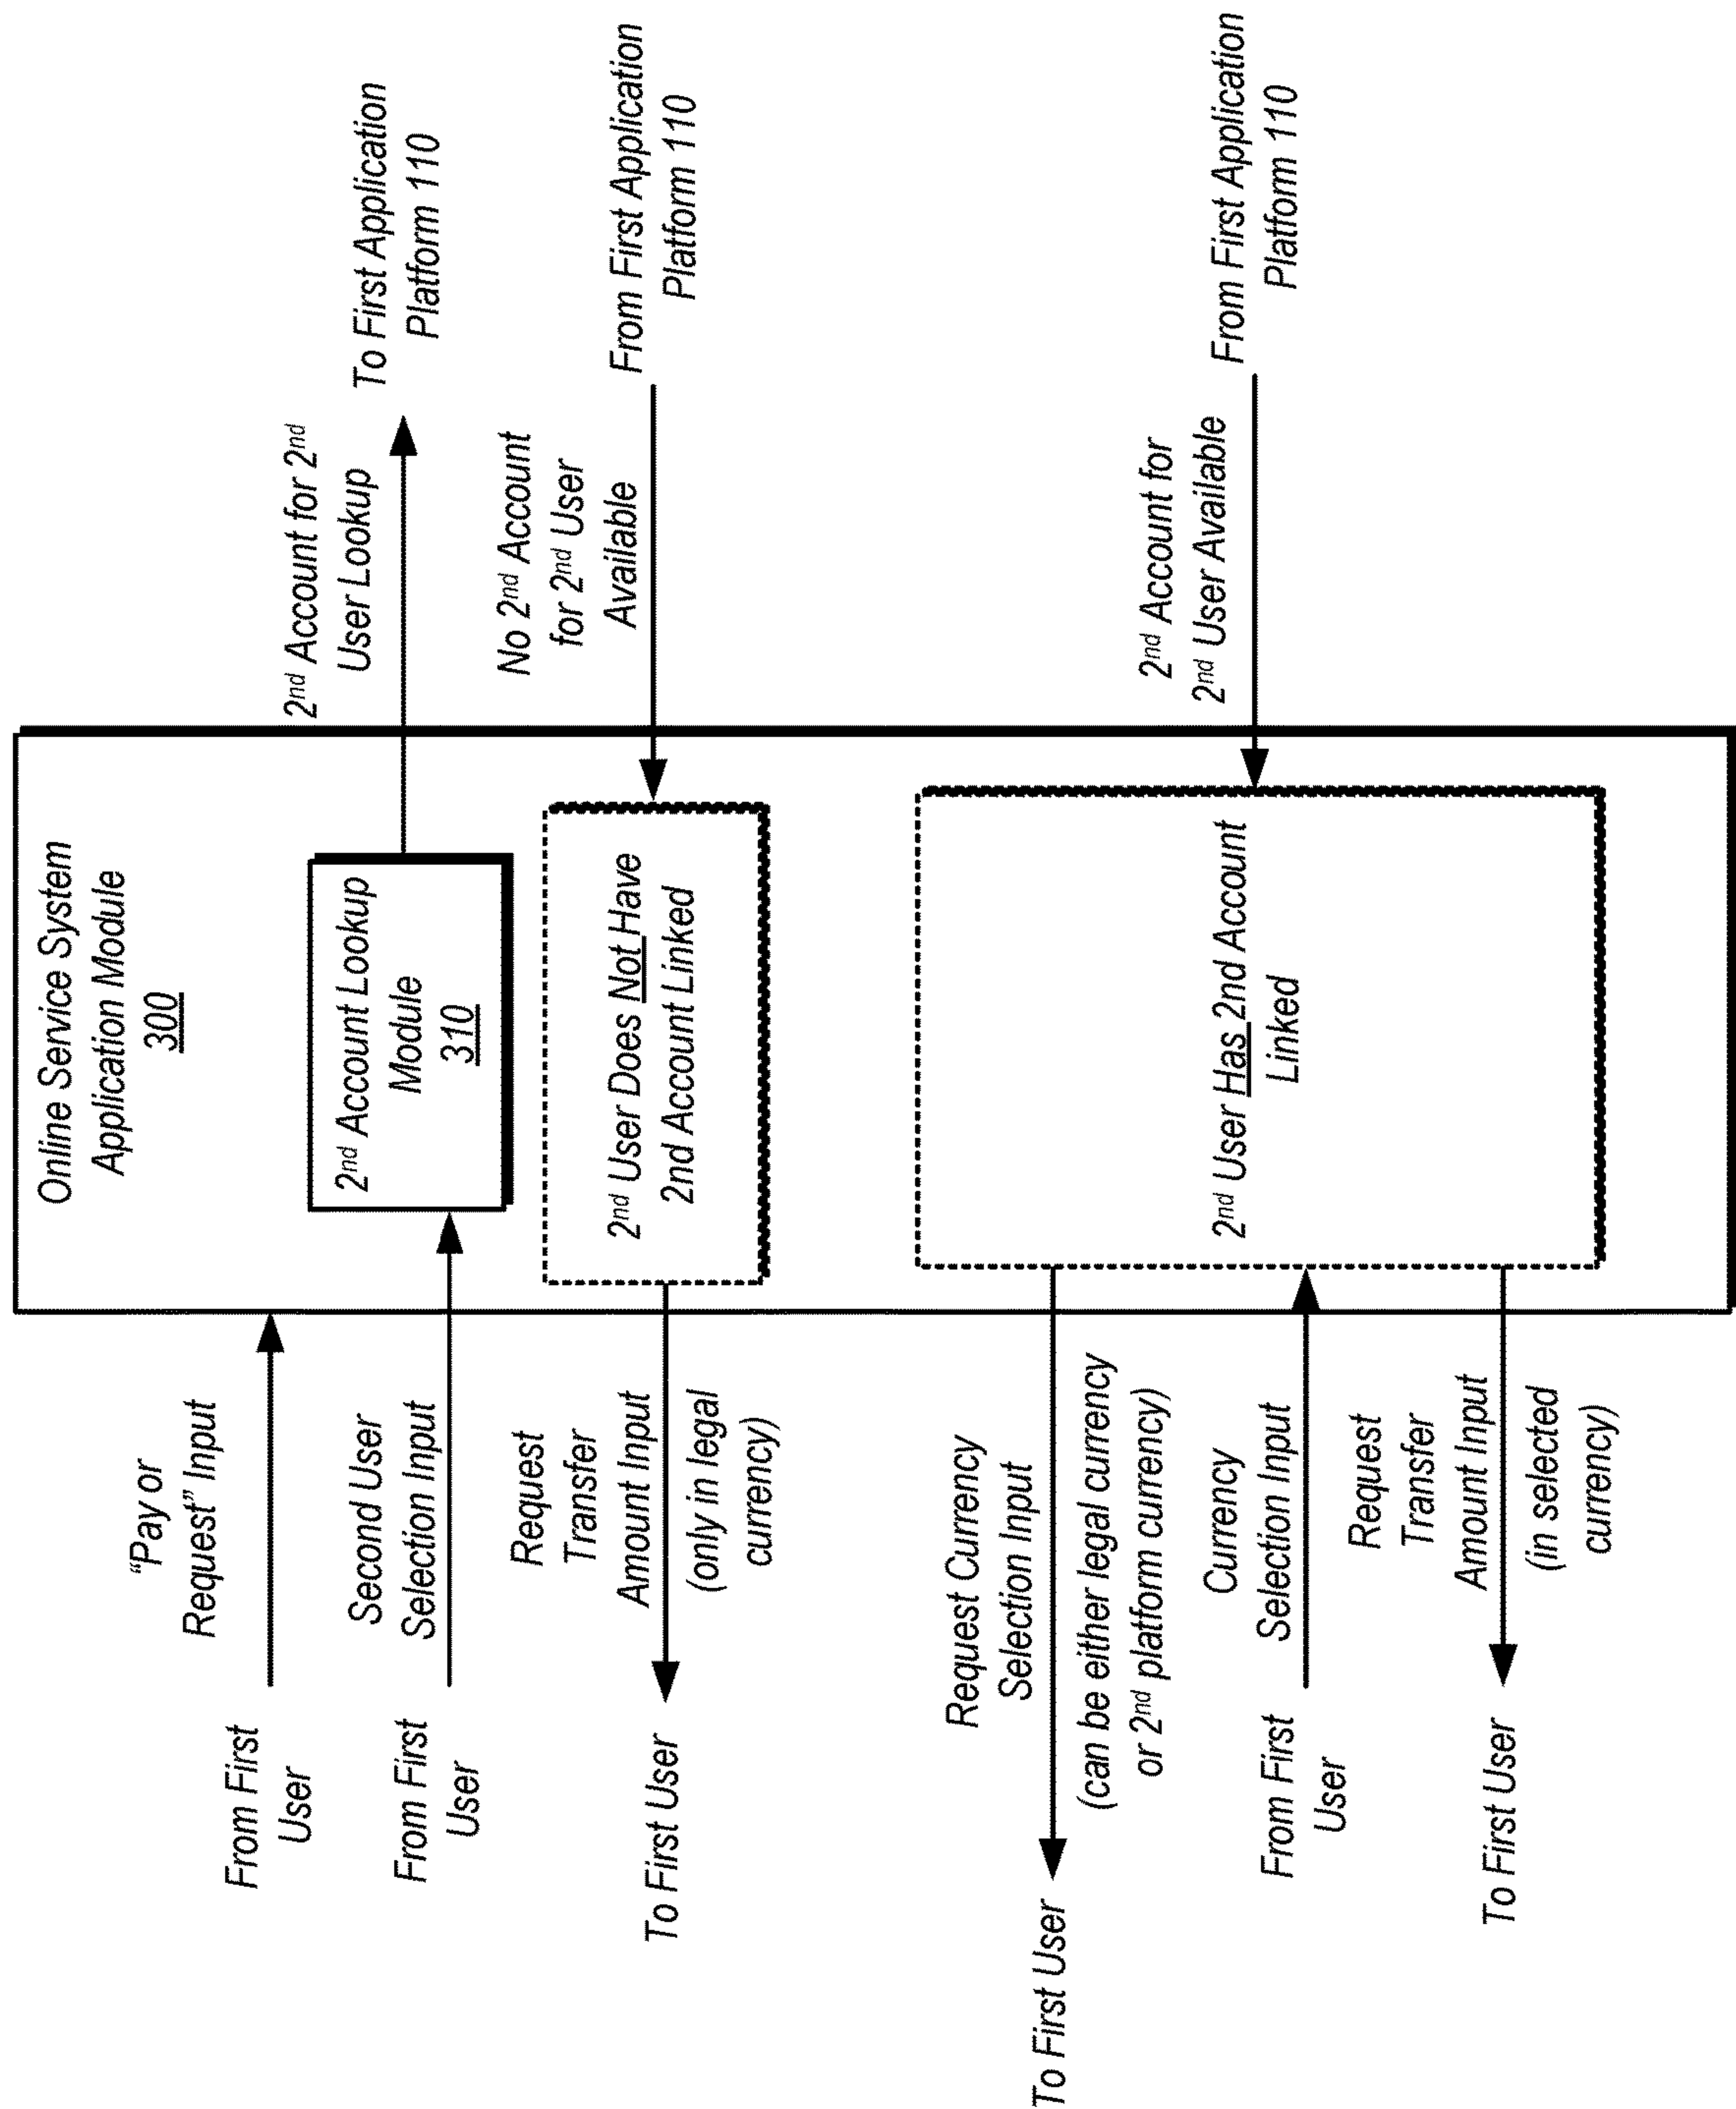 Online Service System
Application Module
300
"Pay or
Request" Input
From First
User
Second User
Selection Input
From First
User
2nd Account Lookup
Module
310
2nd Account for 2nd
User Lookup
To First Application
Platform 110
Request
Transfer
Amount Input
(only in legal
currency)
To First User
2nd User Does Not Have
2nd Account Linked
No 2nd Account
for 2nd User
Available
From First Application
Platform 110
Request Currency
Selection Input
(can be either legal currency
or 2nd platform currency)
To First User
Currency
Selection Input
From First
User
Request
Transfer
Amount Input
(in selected
currency)
To First User
2nd User Has 2nd Account
Linked
2nd Account for
2nd User Available
From First Application
Platform 110